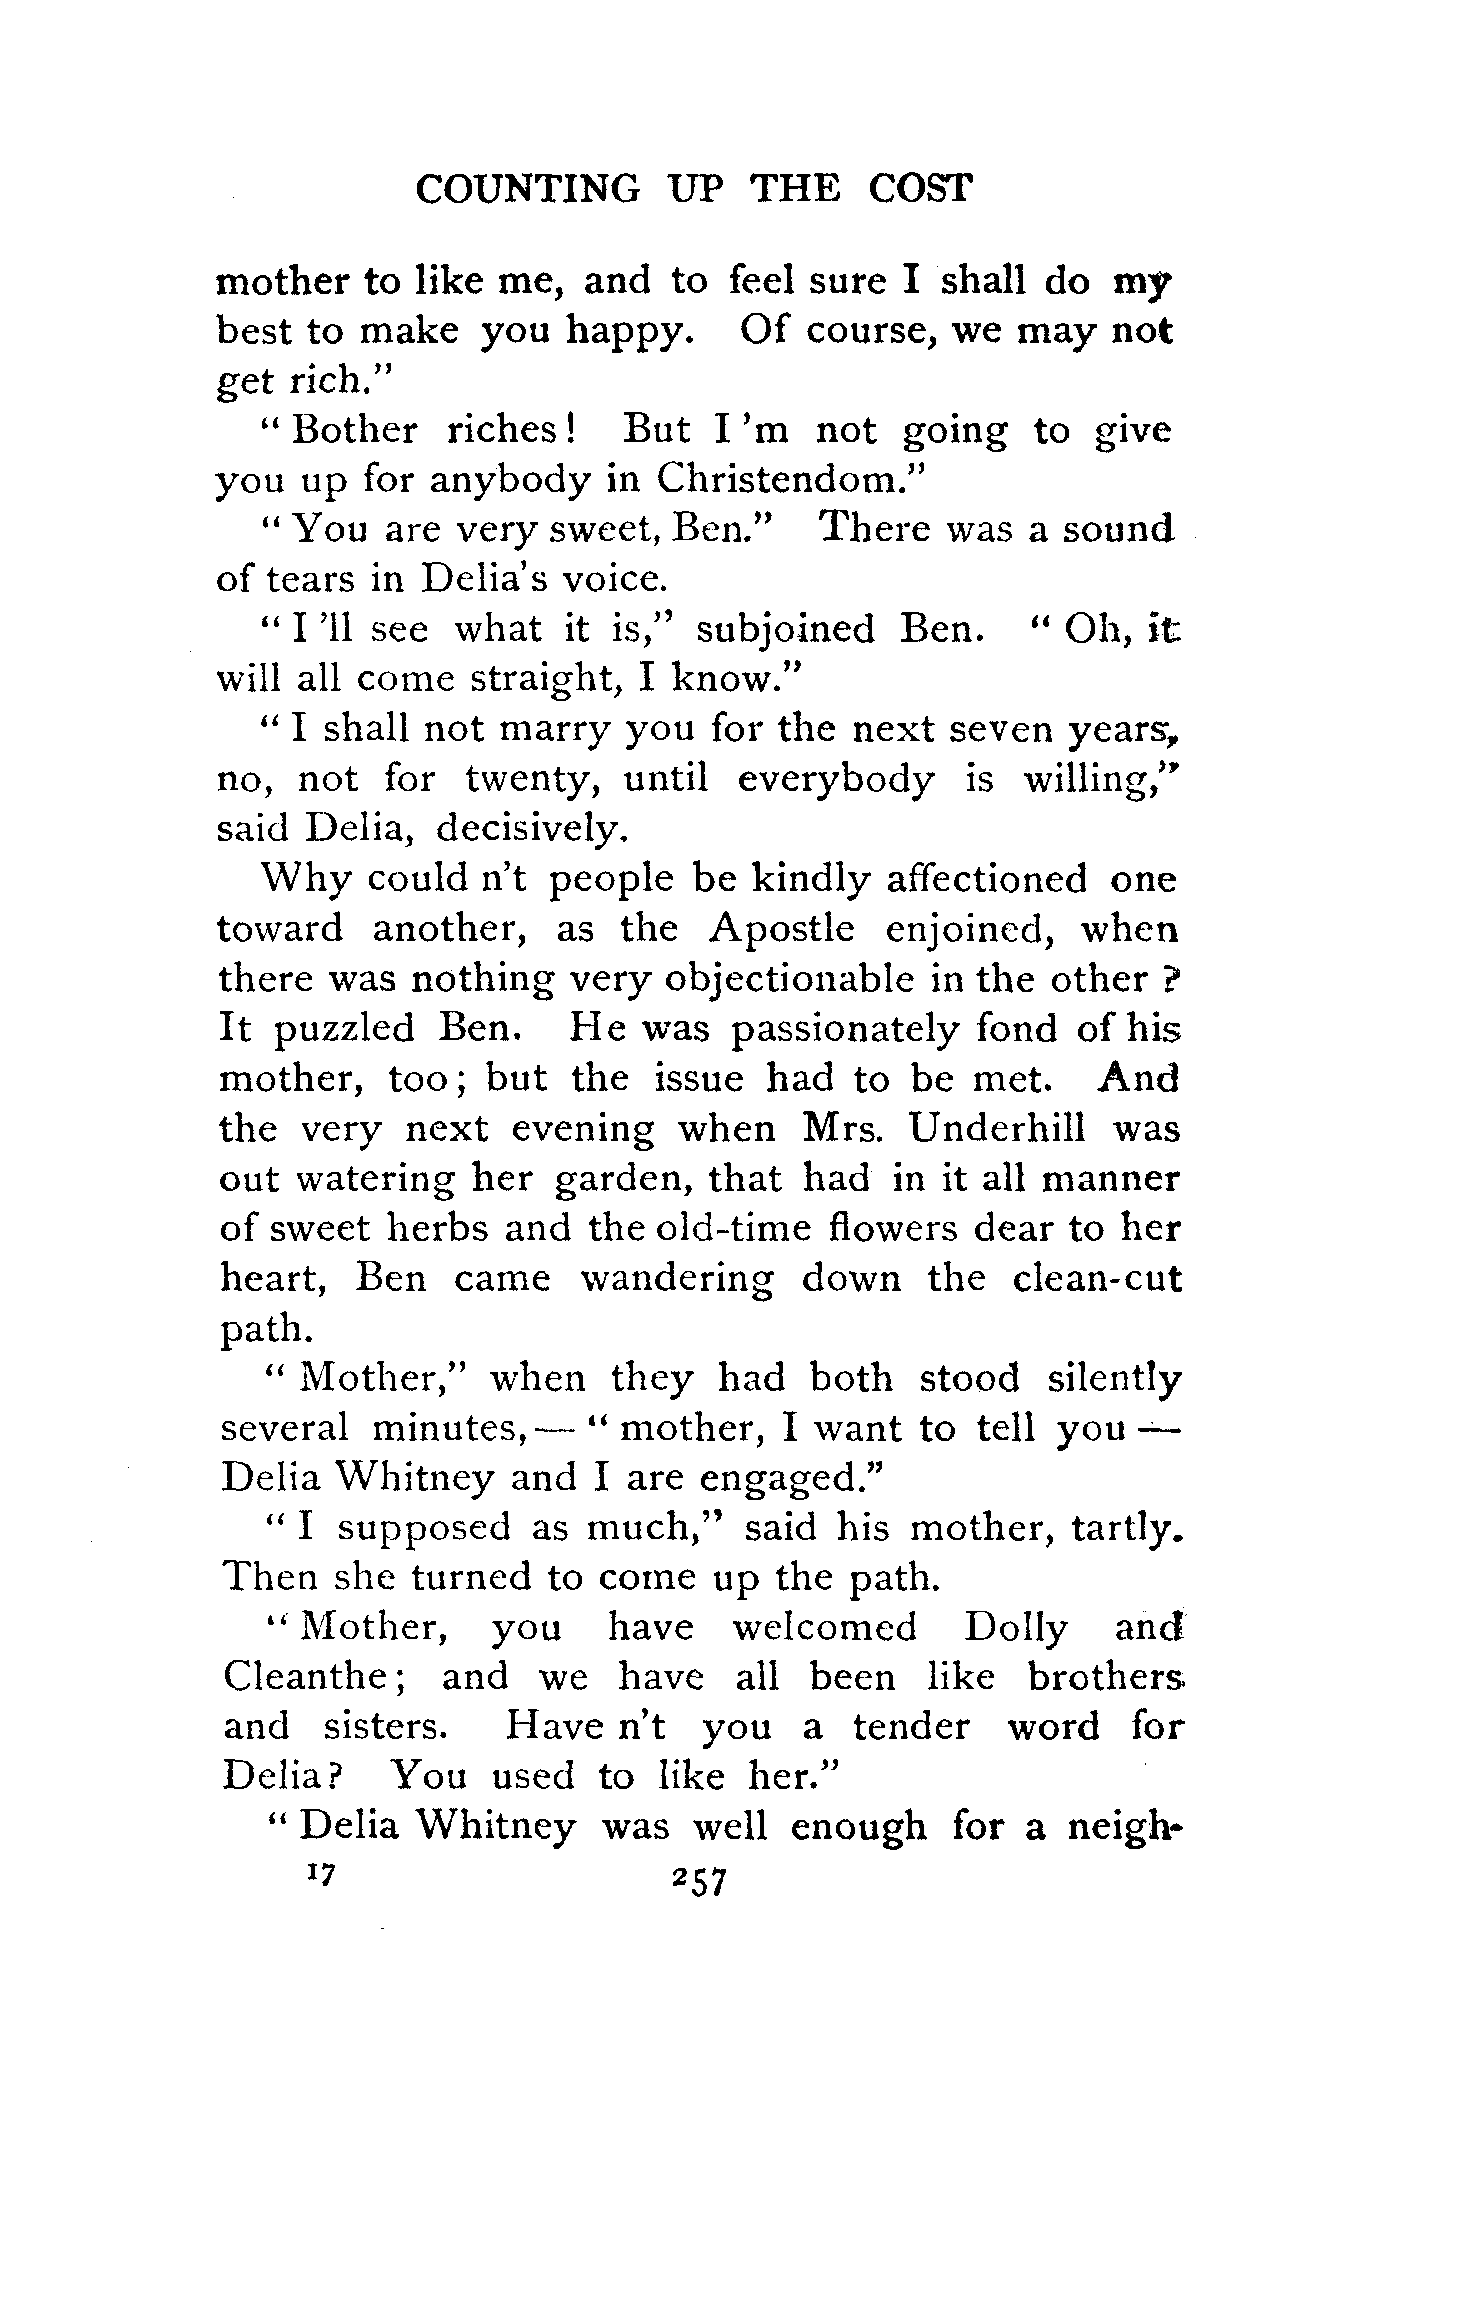 COUNTING UP THE COST
mother to like me, and to feel sure I shall do my
best to make you happy. Of course, we may not
get rich."
" Bother riches! But I 'm not going to give
you up for anybody in Christendom."
" You are very sweet, Ben." There was a sound
of tears in Delia's voice.
" I 'll see what it is," subjoined Ben. " Oh, it
will all come straight, I know."
" I shall not marry you for the next seven years,
no, not for twenty, until everybody is willing,"
said Delia, decisively.
Why could n't people be kindly affectioned one
toward another, as the Apostle enjoined, when
there was nothing very objectionable in the other ?
It puzzled Ben. He was passionately fond of his
mother, too; but the issue had to be met. And
the very next evening when Mrs. Underhill was
out watering her garden, that had in it all manner
of sweet herbs and the old-time flowers dear to her
heart, Ben came wandering down the clean-cut
path.
" Mother," when they had both stood silently
several minutes,— " mother, I want to tell you —
Delia Whitney and I are engaged."
" I supposed as much," said his mother, tartly.
Then she turned to come up the path.
" Mother, you have welcomed Dolly and
Cleanthe; and we have all been like brothers
and sisters. Have n't you a tender word for
Delia? You used to like her."
" Delia Whitney was well enough for a neigh-
17 257